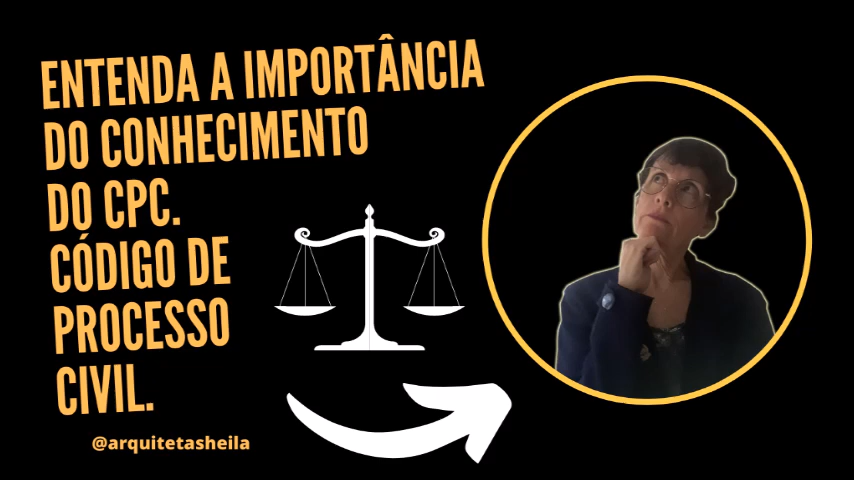 ENTENDA A IMPORTÂNCIA
DO CONHECIMENTO
DO CPC.
CÓDIGO DE
PROCESSO
CIVIL.
@arquitetasheila